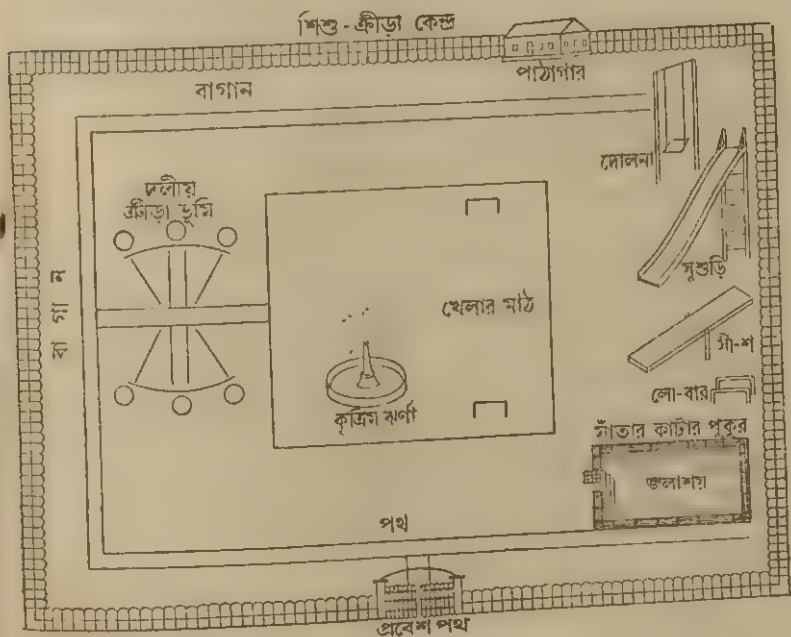 শিশু-ক্রীড়া কেন্দ্র
পাঠাগার
বাগান
দোলনা
দলীয়
ক্রীড়া ভূমি
সুশুড়ি
বাগান
খেলার মাঠ
সী-শ
লো-বার
কৃত্রিম ঝর্ণা
সাঁতার কাটার পুকুর
জলাশয়
পথ
প্রবেশ পথ